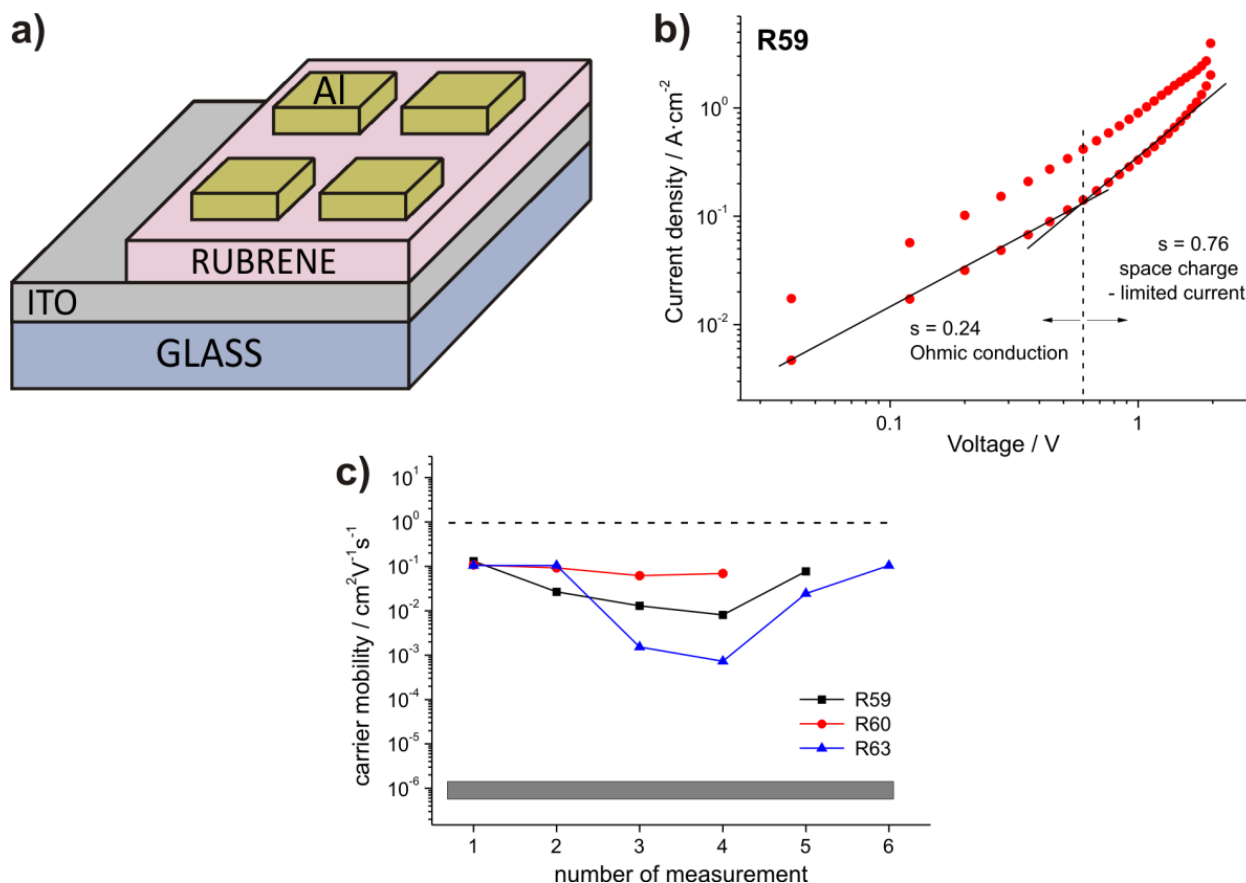 a)
Al
RUBRENE
ITO
GLASS
b)
R59
Current density / A·cm⁻²
10⁰
10⁻¹
10⁻²
s = 0.76
space charge
- limited current
s = 0.24
Ohmic conduction
0.1
1
Voltage / V
c)
carrier mobility / cm²V⁻¹s⁻¹
10¹
10⁰
10⁻¹
10⁻²
10⁻³
10⁻⁴
10⁻⁵
10⁻⁶
R59
R60
R63
1 2 3 4 5 6
number of measurement